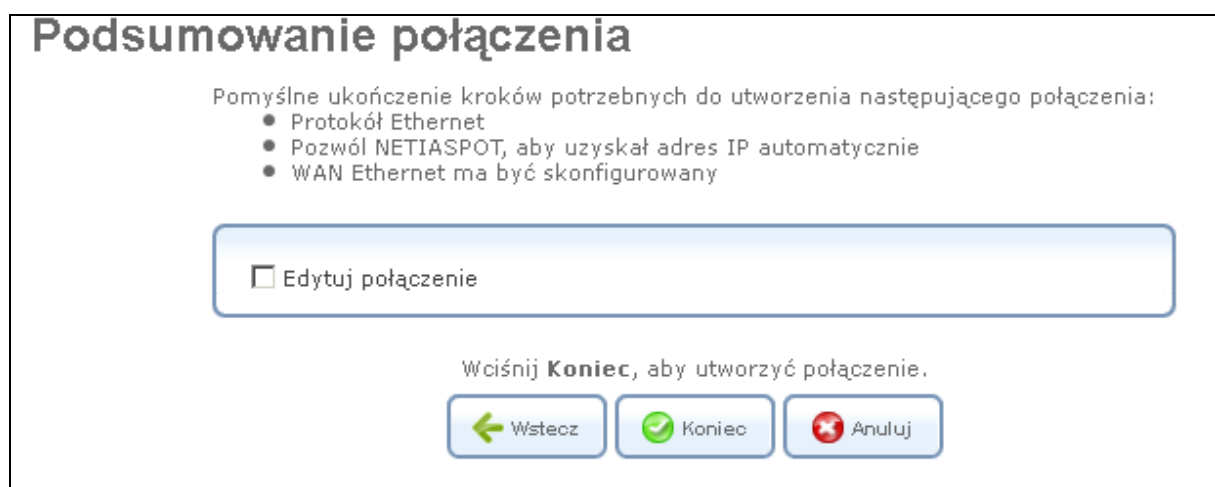 Podsumowanie połączenia
Pomyślne ukończenie kroków potrzebnych do utworzenia następującego połączenia:
• Protokół Ethernet
• Pozwól NETIASPOT, aby uzyskał adres IP automatycznie
• WAN Ethernet ma być skonfigurowany
Edytuj połączenie
Wciśnij Koniec, aby utworzyć połączenie.
Wstecz Koniec Anuluj